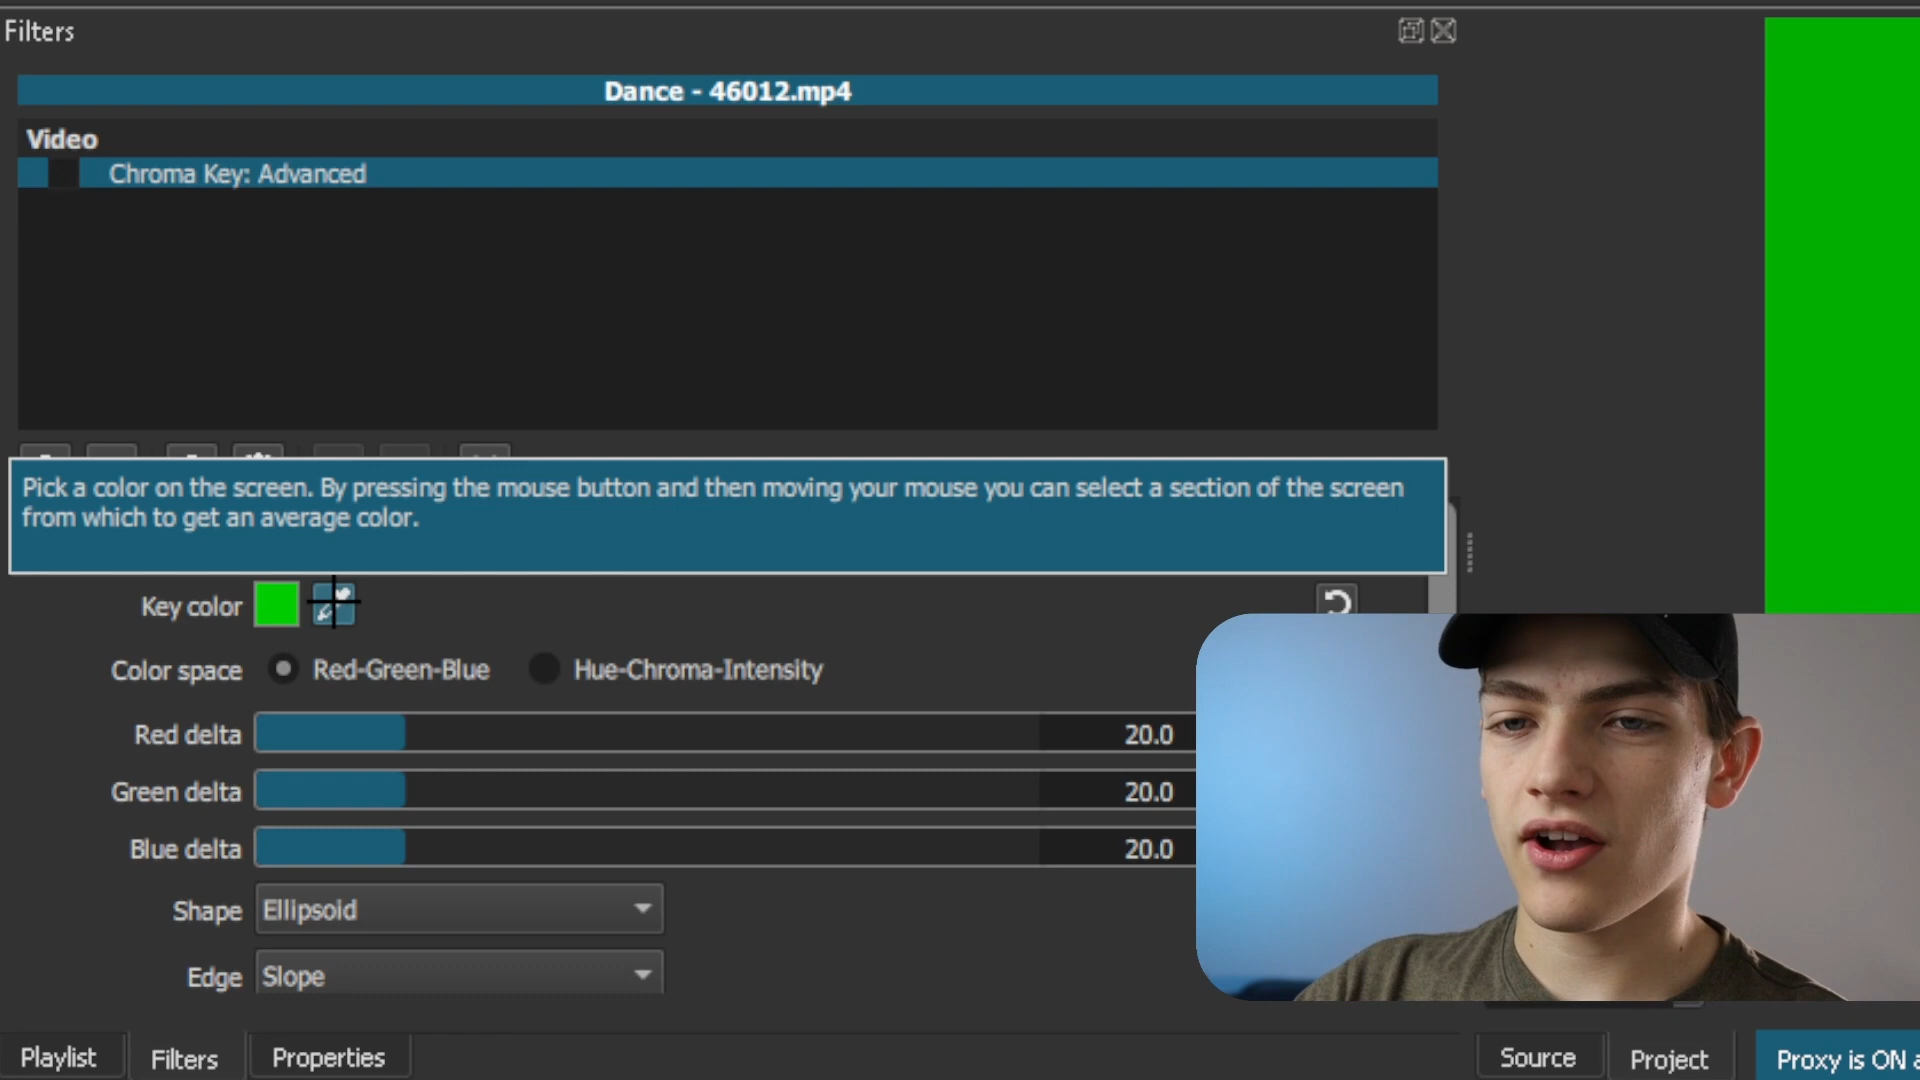 Filters
Dance - 46012.mp4
Video
Chroma Key: Advanced
Pick a color on the screen. By pressing the mouse button and then moving your mouse you can select a section of the screen
from which to get an average color.
Key color
Color space Red-Green-Blue Hue-Chroma-Intensity
Red delta 20.0
Green delta 20.0
Blue delta 20.0
Shape Ellipsoid
Edge Slope
Playlist Filters Properties Source Project Proxy is ON